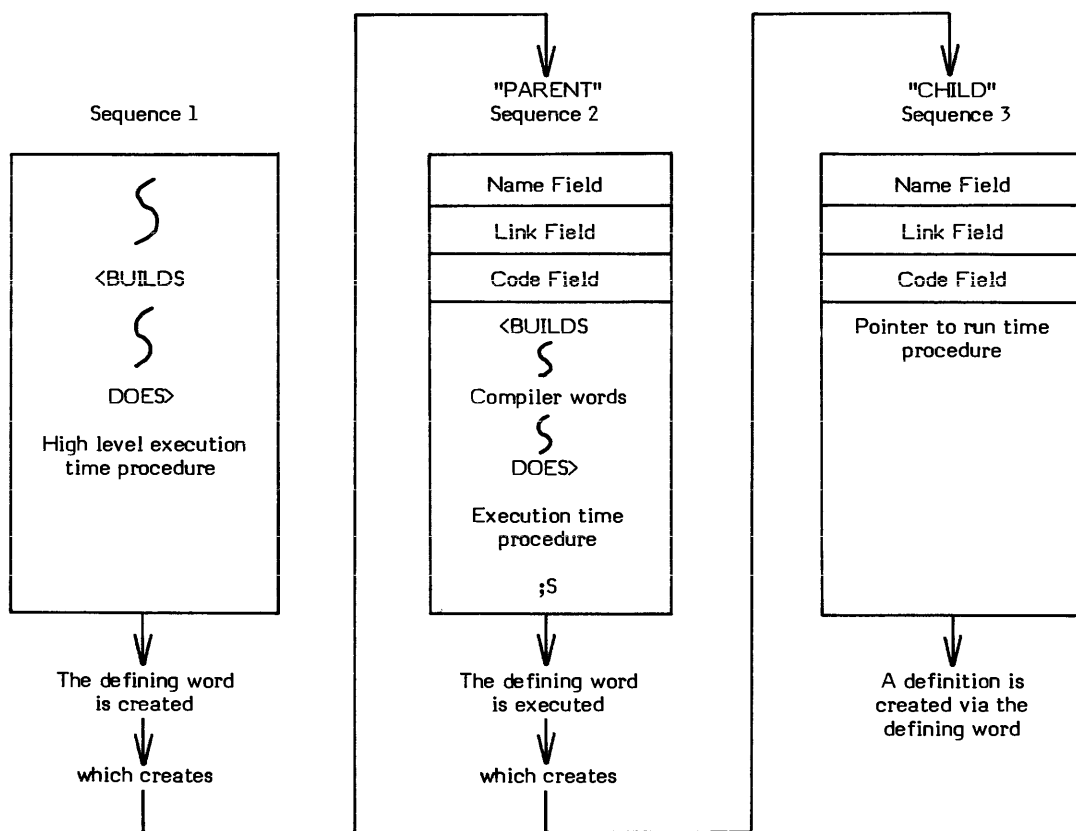 Sequence 1
<BUILDS
DOES>
High level execution
time procedure
The defining word
is created
which creates
"PARENT"
Sequence 2
Name Field
Link Field
Code Field
<BUILDS
Compiler words
DOES>
Execution time
procedure
;S
The defining word
is executed
which creates
"CHILD"
Sequence 3
Name Field
Link Field
Code Field
Pointer to run time
procedure
A definition is
created via the
defining word